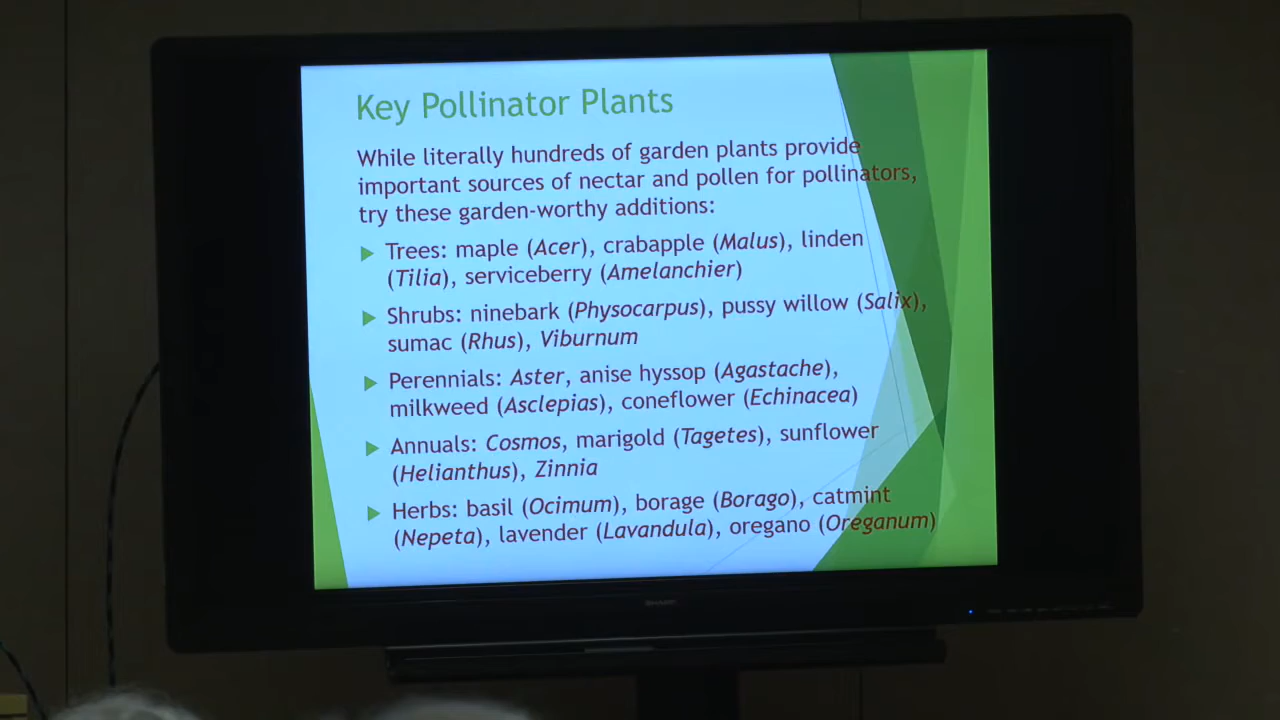 Key Pollinator Plants
While literally hundreds of garden plants provide
important sources of nectar and pollen for pollinators,
try these garden-worthy additions:
Trees: maple (Acer), crabapple (Malus), linden
(Tilia), serviceberry (Amelanchier)
Shrubs: ninebark (Physocarpus), pussy willow (Salix),
sumac (Rhus), Viburnum
Perennials: Aster, anise hyssop (Agastache),
milkweed (Asclepias), coneflower (Echinacea)
Annuals: Cosmos, marigold (Tagetes), sunflower
(Helianthus), Zinnia
Herbs: basil (Ocimum), borage (Borago), catmint
(Nepeta), lavender (Lavandula), oregano (Oreganum)
SHARP